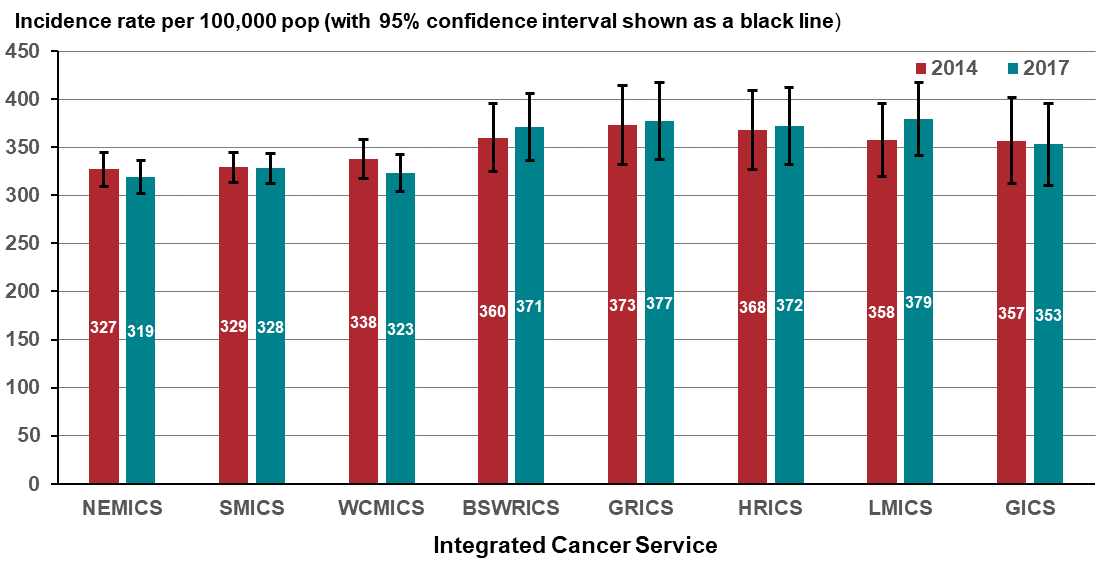 Incidence rate per 100,000 pop (with 95% confidence interval shown as a black line)
450
2014 2017
400
350
300
250
200
150
100
50
0
327 319 329 328 338 323 360 371 373 377 368 372 358 379 357 353
NEMICS SMICS WCMICS BSWRICS GRICS HRICS LMICS GICS
Integrated Cancer Service